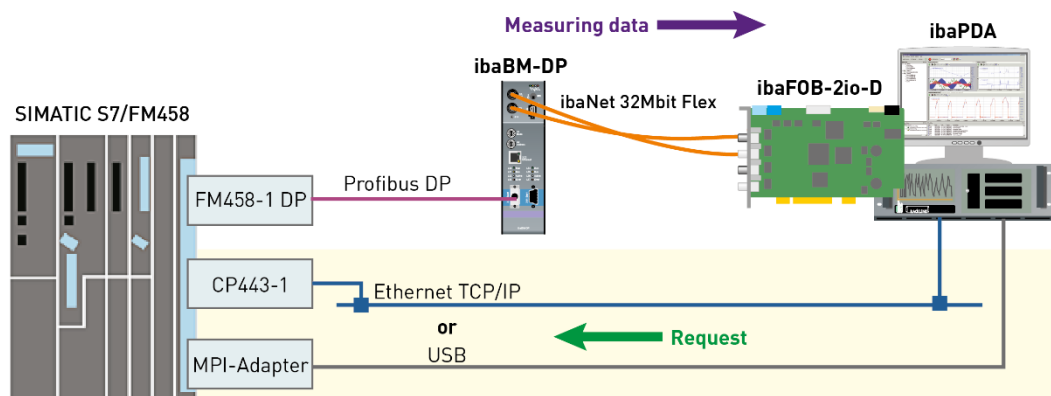 Measuring data
ibaPDA
ibaBM-DP
ibaFOB-2io-D
ibaNet 32Mbit Flex
SIMATIC S7/FM458
FM458-1 DP
Profibus DP
CP443-1
Ethernet TCP/IP
or
USB
Request
MPI-Adapter